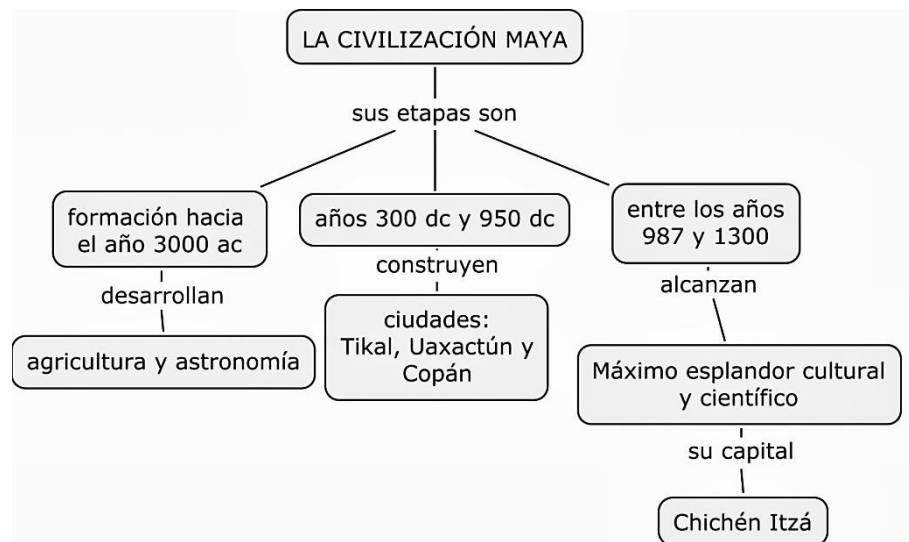 LA CIVILIZACIÓN MAYA
sus etapas son
formación hacia
el año 3000 ac
desarrollan
agricultura y astronomía
años 300 dc y 950 dc
construyen
ciudades:
Tikal, Uaxactún y
Copán
entre los años
987 y 1300
alcanzan
Máximo esplandor cultural
y científico
su capital
Chichén Itzá